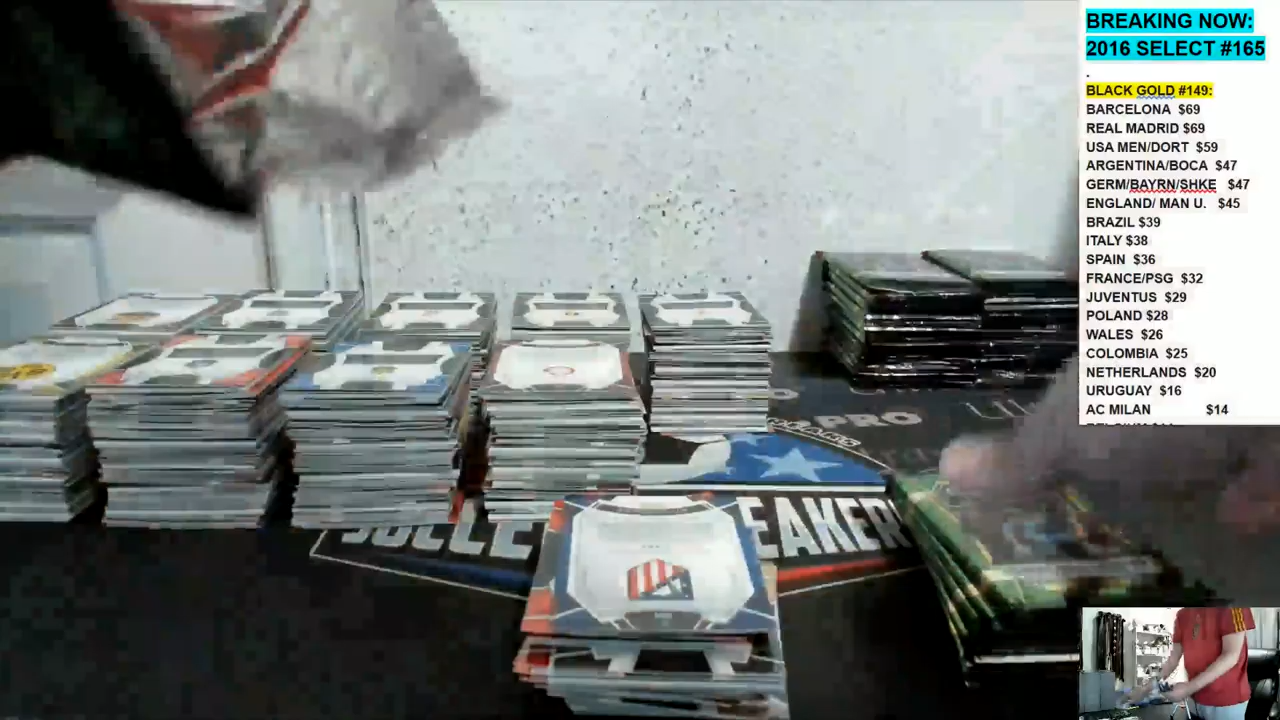 BREAKING NOW:
2016 SELECT #165
.
BLACK GOLD #149:
BARCELONA $69
REAL MADRID $69
USA MEN/DORT $59
ARGENTINA/BOCA $47
GERM/BAYRN/SHKE $47
ENGLAND/ MAN U. $45
BRAZIL $39
ITALY $38
SPAIN $36
FRANCE/PSG $32
JUVENTUS $29
POLAND $28
WALES $26
COLOMBIA $25
NETHERLANDS $20
URUGUAY $16
AC MILAN $14
PRO